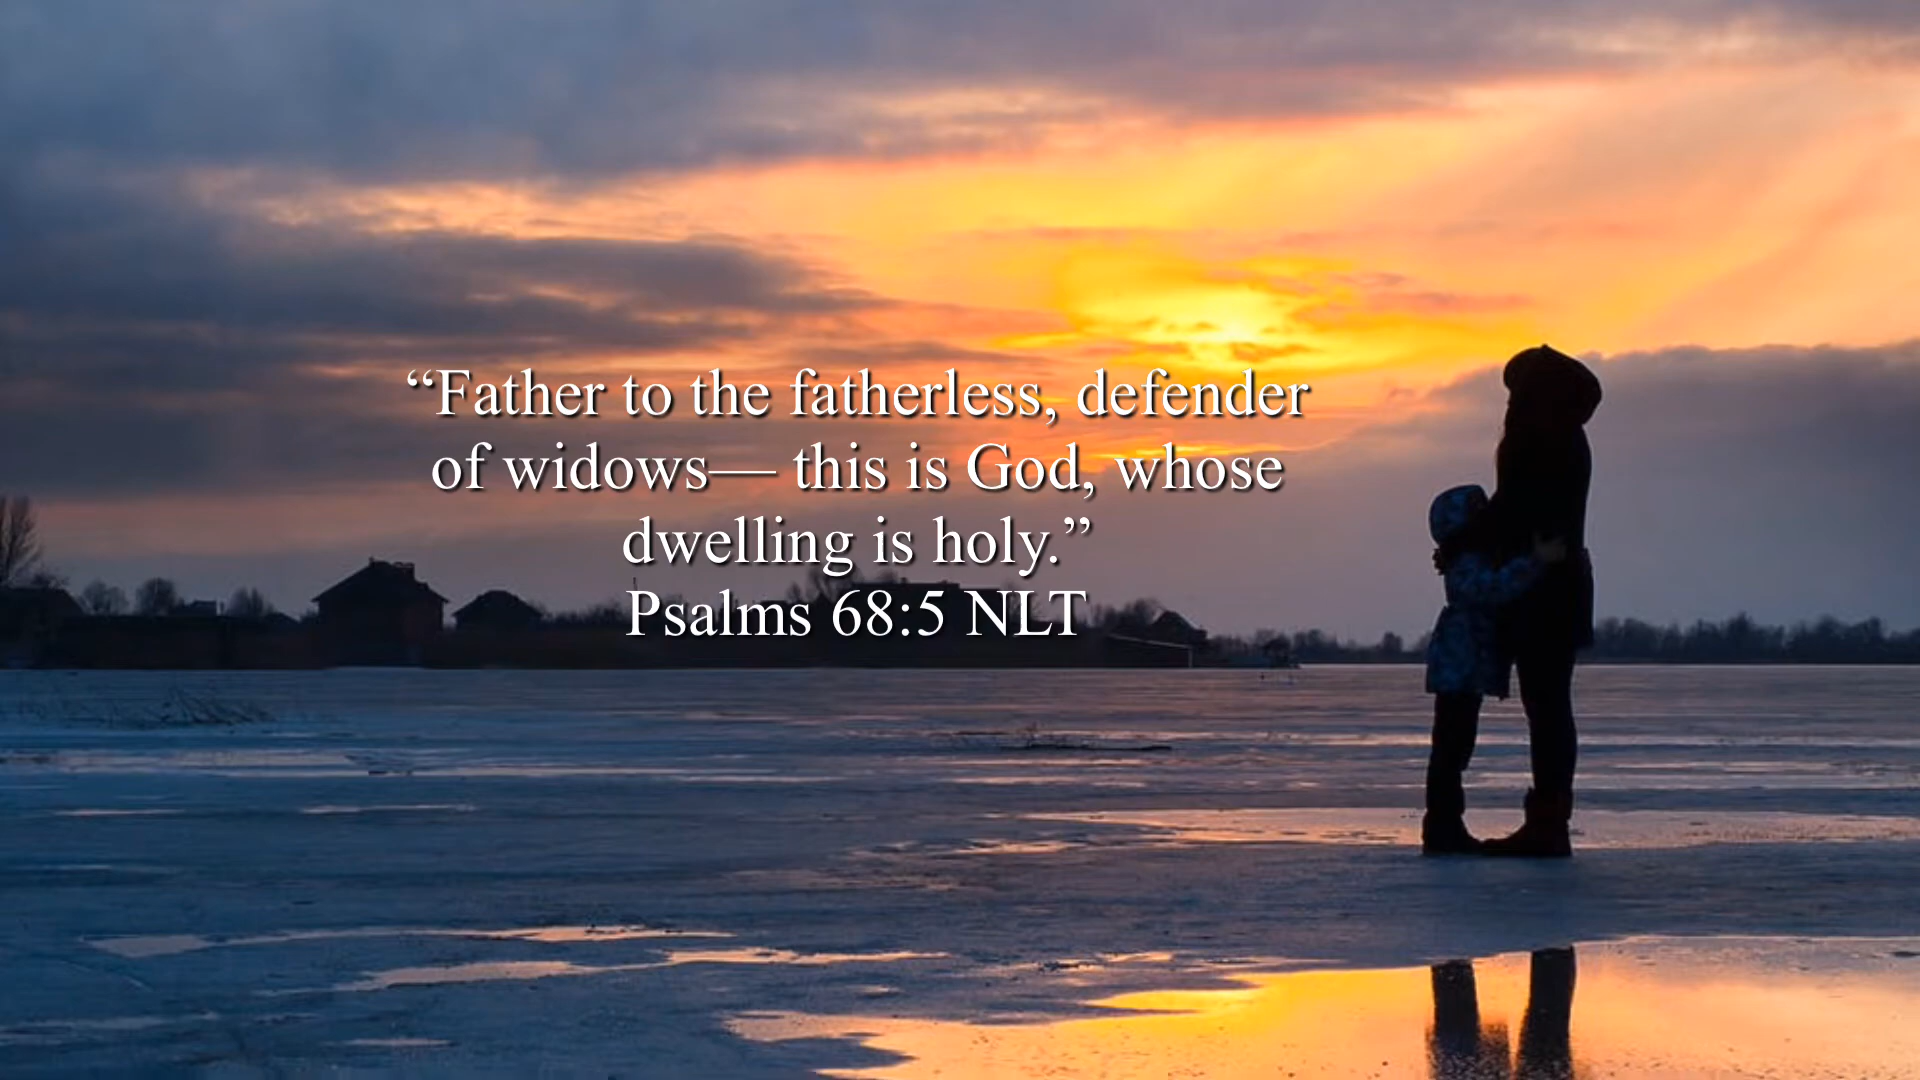 “Father to the fatherless, defender
of widows— this is God, whose
dwelling is holy.”
Psalms 68:5 NLT